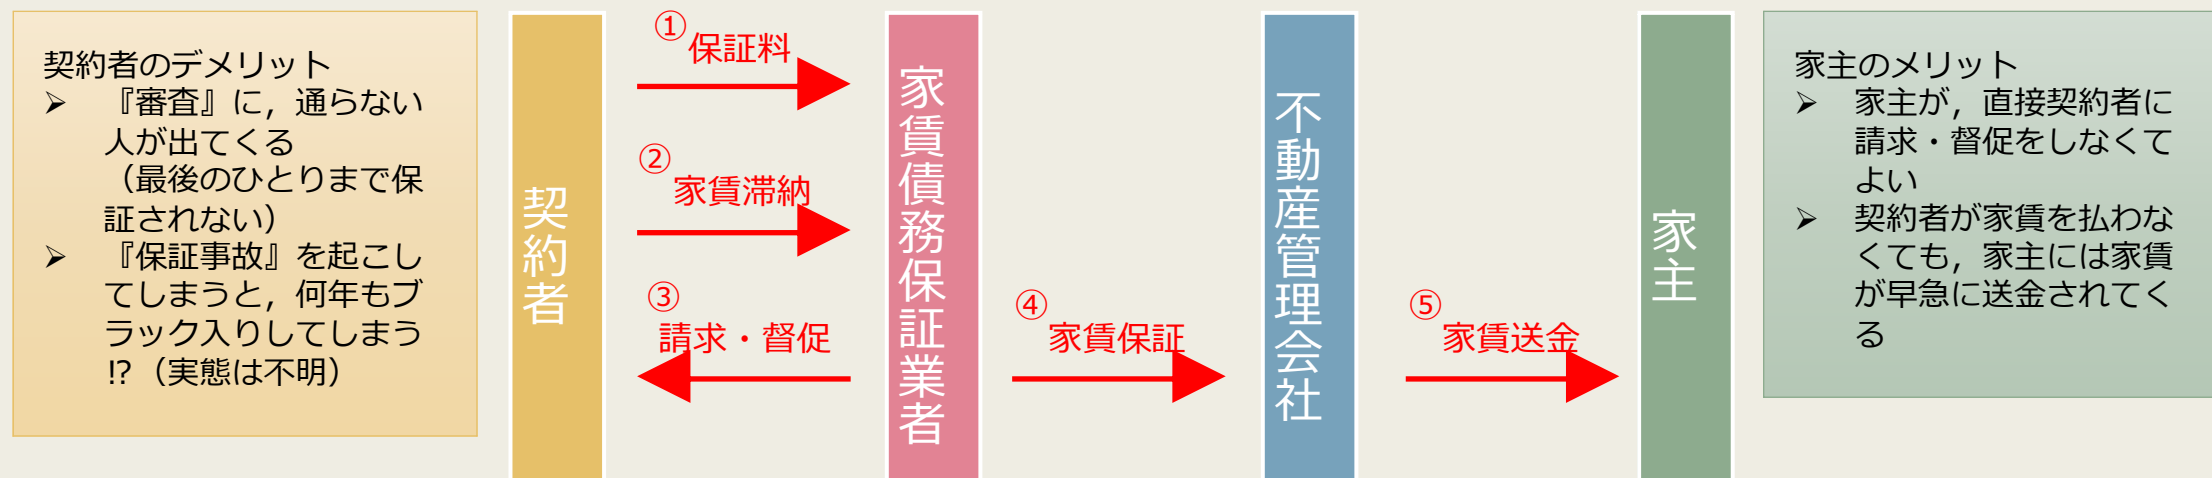 契約者のデメリット
➢ 『審査』に，通らない
人が出てくる
（最後のひとりまで保
証されない）
➢ 『保証事故』を起こし
てしまうと，何年もブ
ラック入りしてしまう
⁉（実態は不明）
契約者
①
保証料
②
家賃滞納
③
請求・督促
家賃債務保証業者
④
家賃保証
不動産管理会社
⑤
家賃送金
家主
家主のメリット
➢ 家主が，直接契約者に
請求・督促をしなくて
よい
➢ 契約者が家賃を払わな
くても，家主には家賃
が早急に送金されてく
る